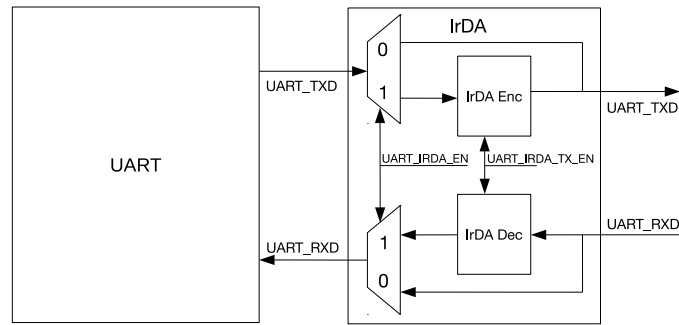 IrDA
0
1
UART_TXD
IrDA Enc
UART_TXD
UART_IRDA_EN
UART_IRDA_TX_EN
UART
UART_RXD
1
0
IrDA Dec
UART_RXD